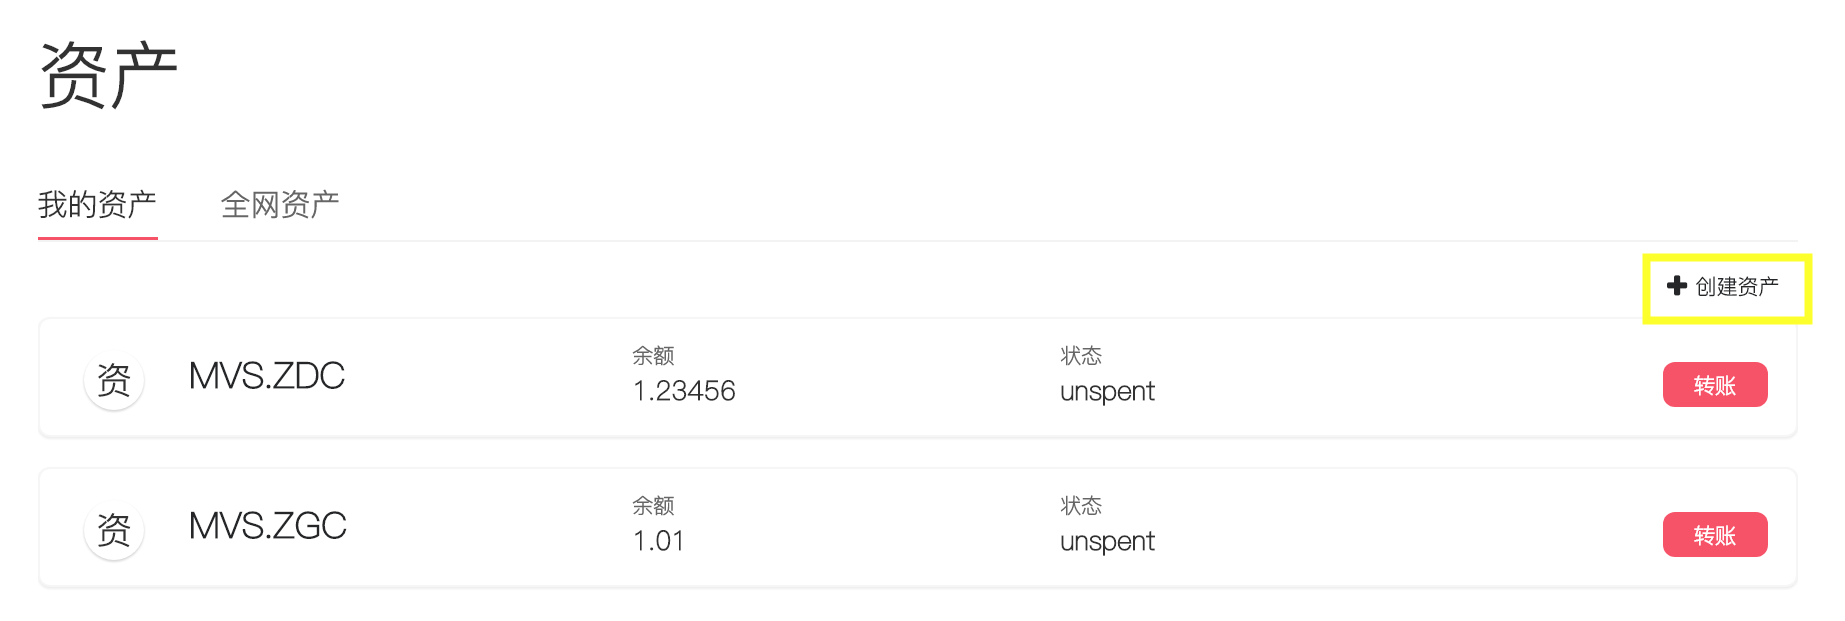 资产
我的资产 全网资产
创建资产
资 MVS.ZDC 余额 状态 转账
1.23456 unspent
资 MVS.ZGC 余额 状态 转账
1.01 unspent